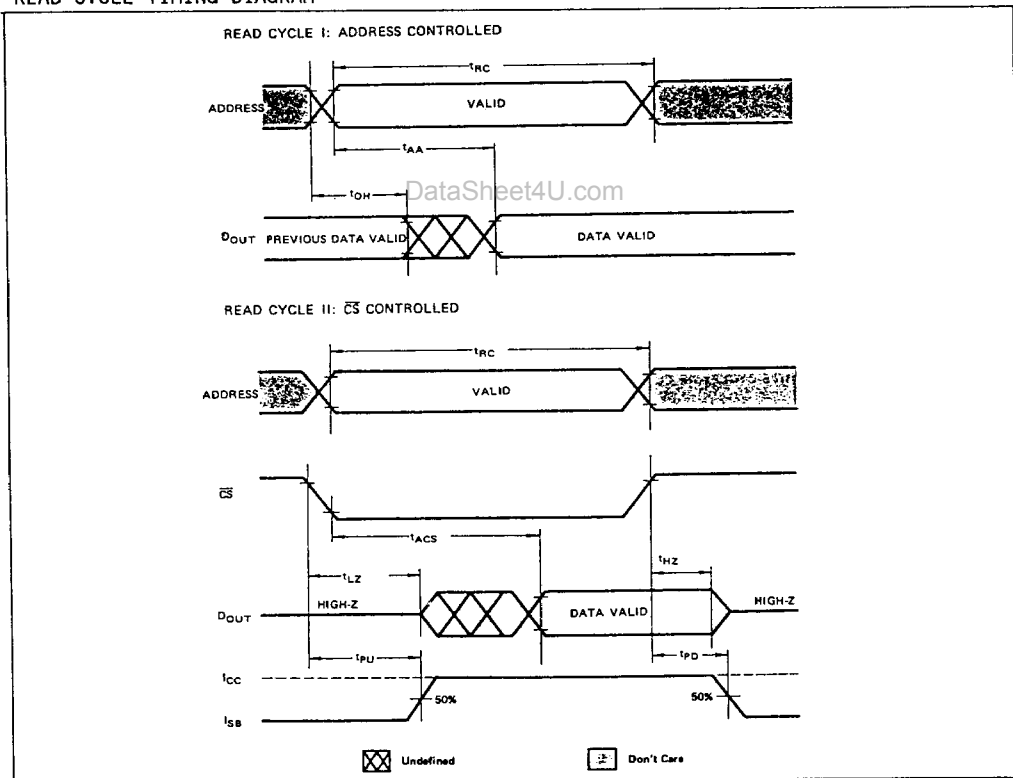 READ CYCLE TIMING DIAGRAM
READ CYCLE I: ADDRESS CONTROLLED
tRC
ADDRESS
VALID
tAA
DataSheet4U.com
tOH
DOUT
PREVIOUS DATA VALID
DATA VALID
READ CYCLE II: C̅S̅ CONTROLLED
tRC
ADDRESS
VALID
C̅S̅
tACS
tHZ
tLZ
HIGH-Z
DOUT
DATA VALID
HIGH-Z
tPU
tPD
ICC
50%
50%
ISB
Undefined
Don't Care